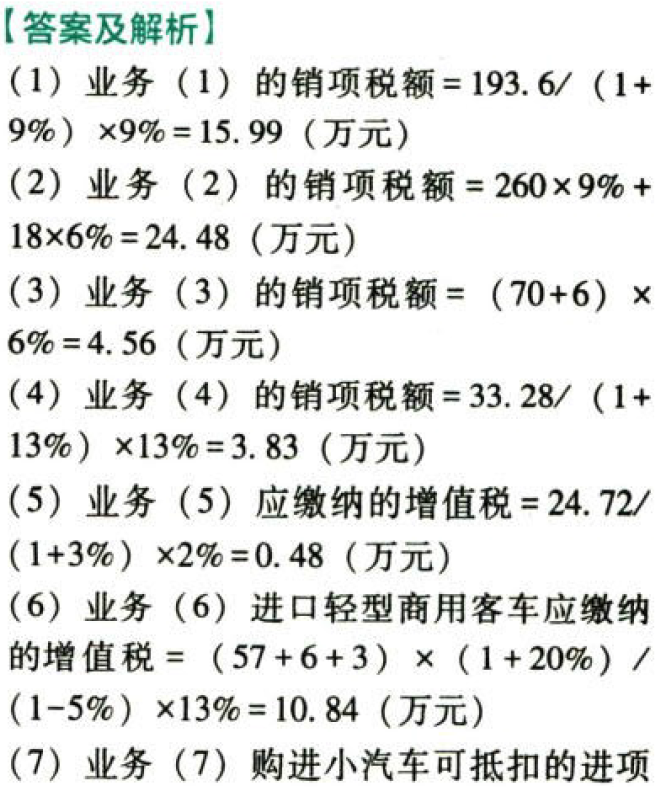 【答案及解析】
(1) 业务 (1) 的销项税额 = 193.6/ (1+
9%) ×9% = 15.99 (万元)
(2) 业务 (2) 的销项税额 = 260×9% +
18×6% = 24.48 (万元)
(3) 业务 (3) 的销项税额 = (70+6) ×
6% = 4.56 (万元)
(4) 业务 (4) 的销项税额 = 33.28/ (1+
13%) ×13% = 3.83 (万元)
(5) 业务 (5) 应缴纳的增值税 = 24.72/
(1+3%) ×2% = 0.48 (万元)
(6) 业务 (6) 进口轻型商用客车应缴纳
的增值税 = (57+6+3) × (1+20%) /
(1-5%) ×13% = 10.84 (万元)
(7) 业务 (7) 购进小汽车可抵扣的进项